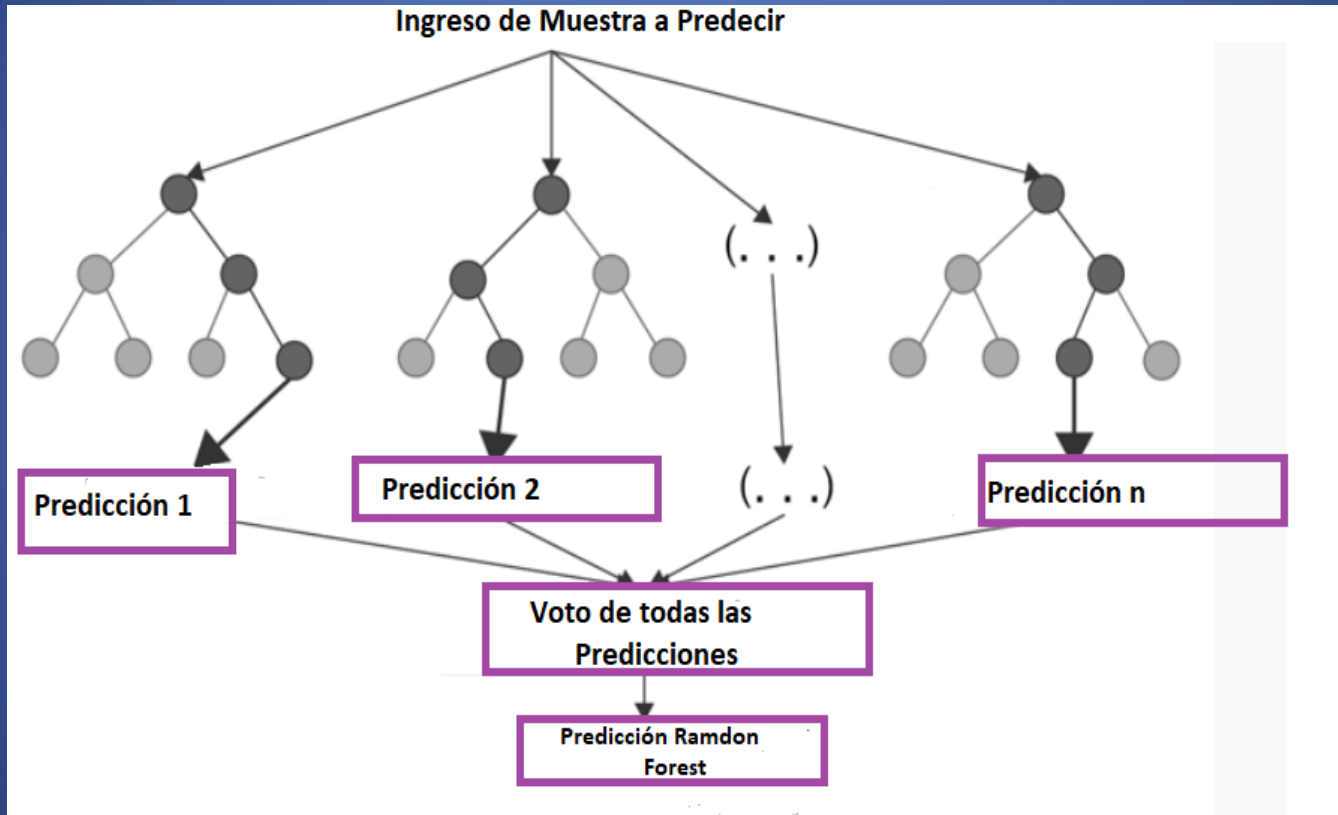 Ingreso de Muestra a Predecir
(. . .)
Predicción 1
Predicción 2
(. . .)
Predicción n
Voto de todas las
Predicciones
Predicción Ramdon
Forest